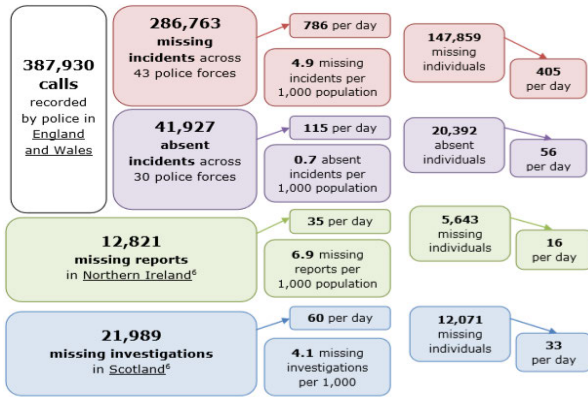 387,930
calls
recorded
by police in
England
and Wales
286,763
missing
incidents across
43 police forces
786 per day
4.9 missing
incidents per
1,000 population
147,859
missing
individuals
405
per day
41,927
absent
incidents across
30 police forces
115 per day
0.7 absent
incidents per
1,000 population
20,392
absent
individuals
56
per day
12,821
missing reports
in Northern Ireland⁶
35 per day
6.9 missing
reports per
1,000 population
5,643
missing
individuals
16
per day
21,989
missing investigations
in Scotland⁶
60 per day
4.1 missing
investigations
per 1,000
12,071
missing
individuals
33
per day